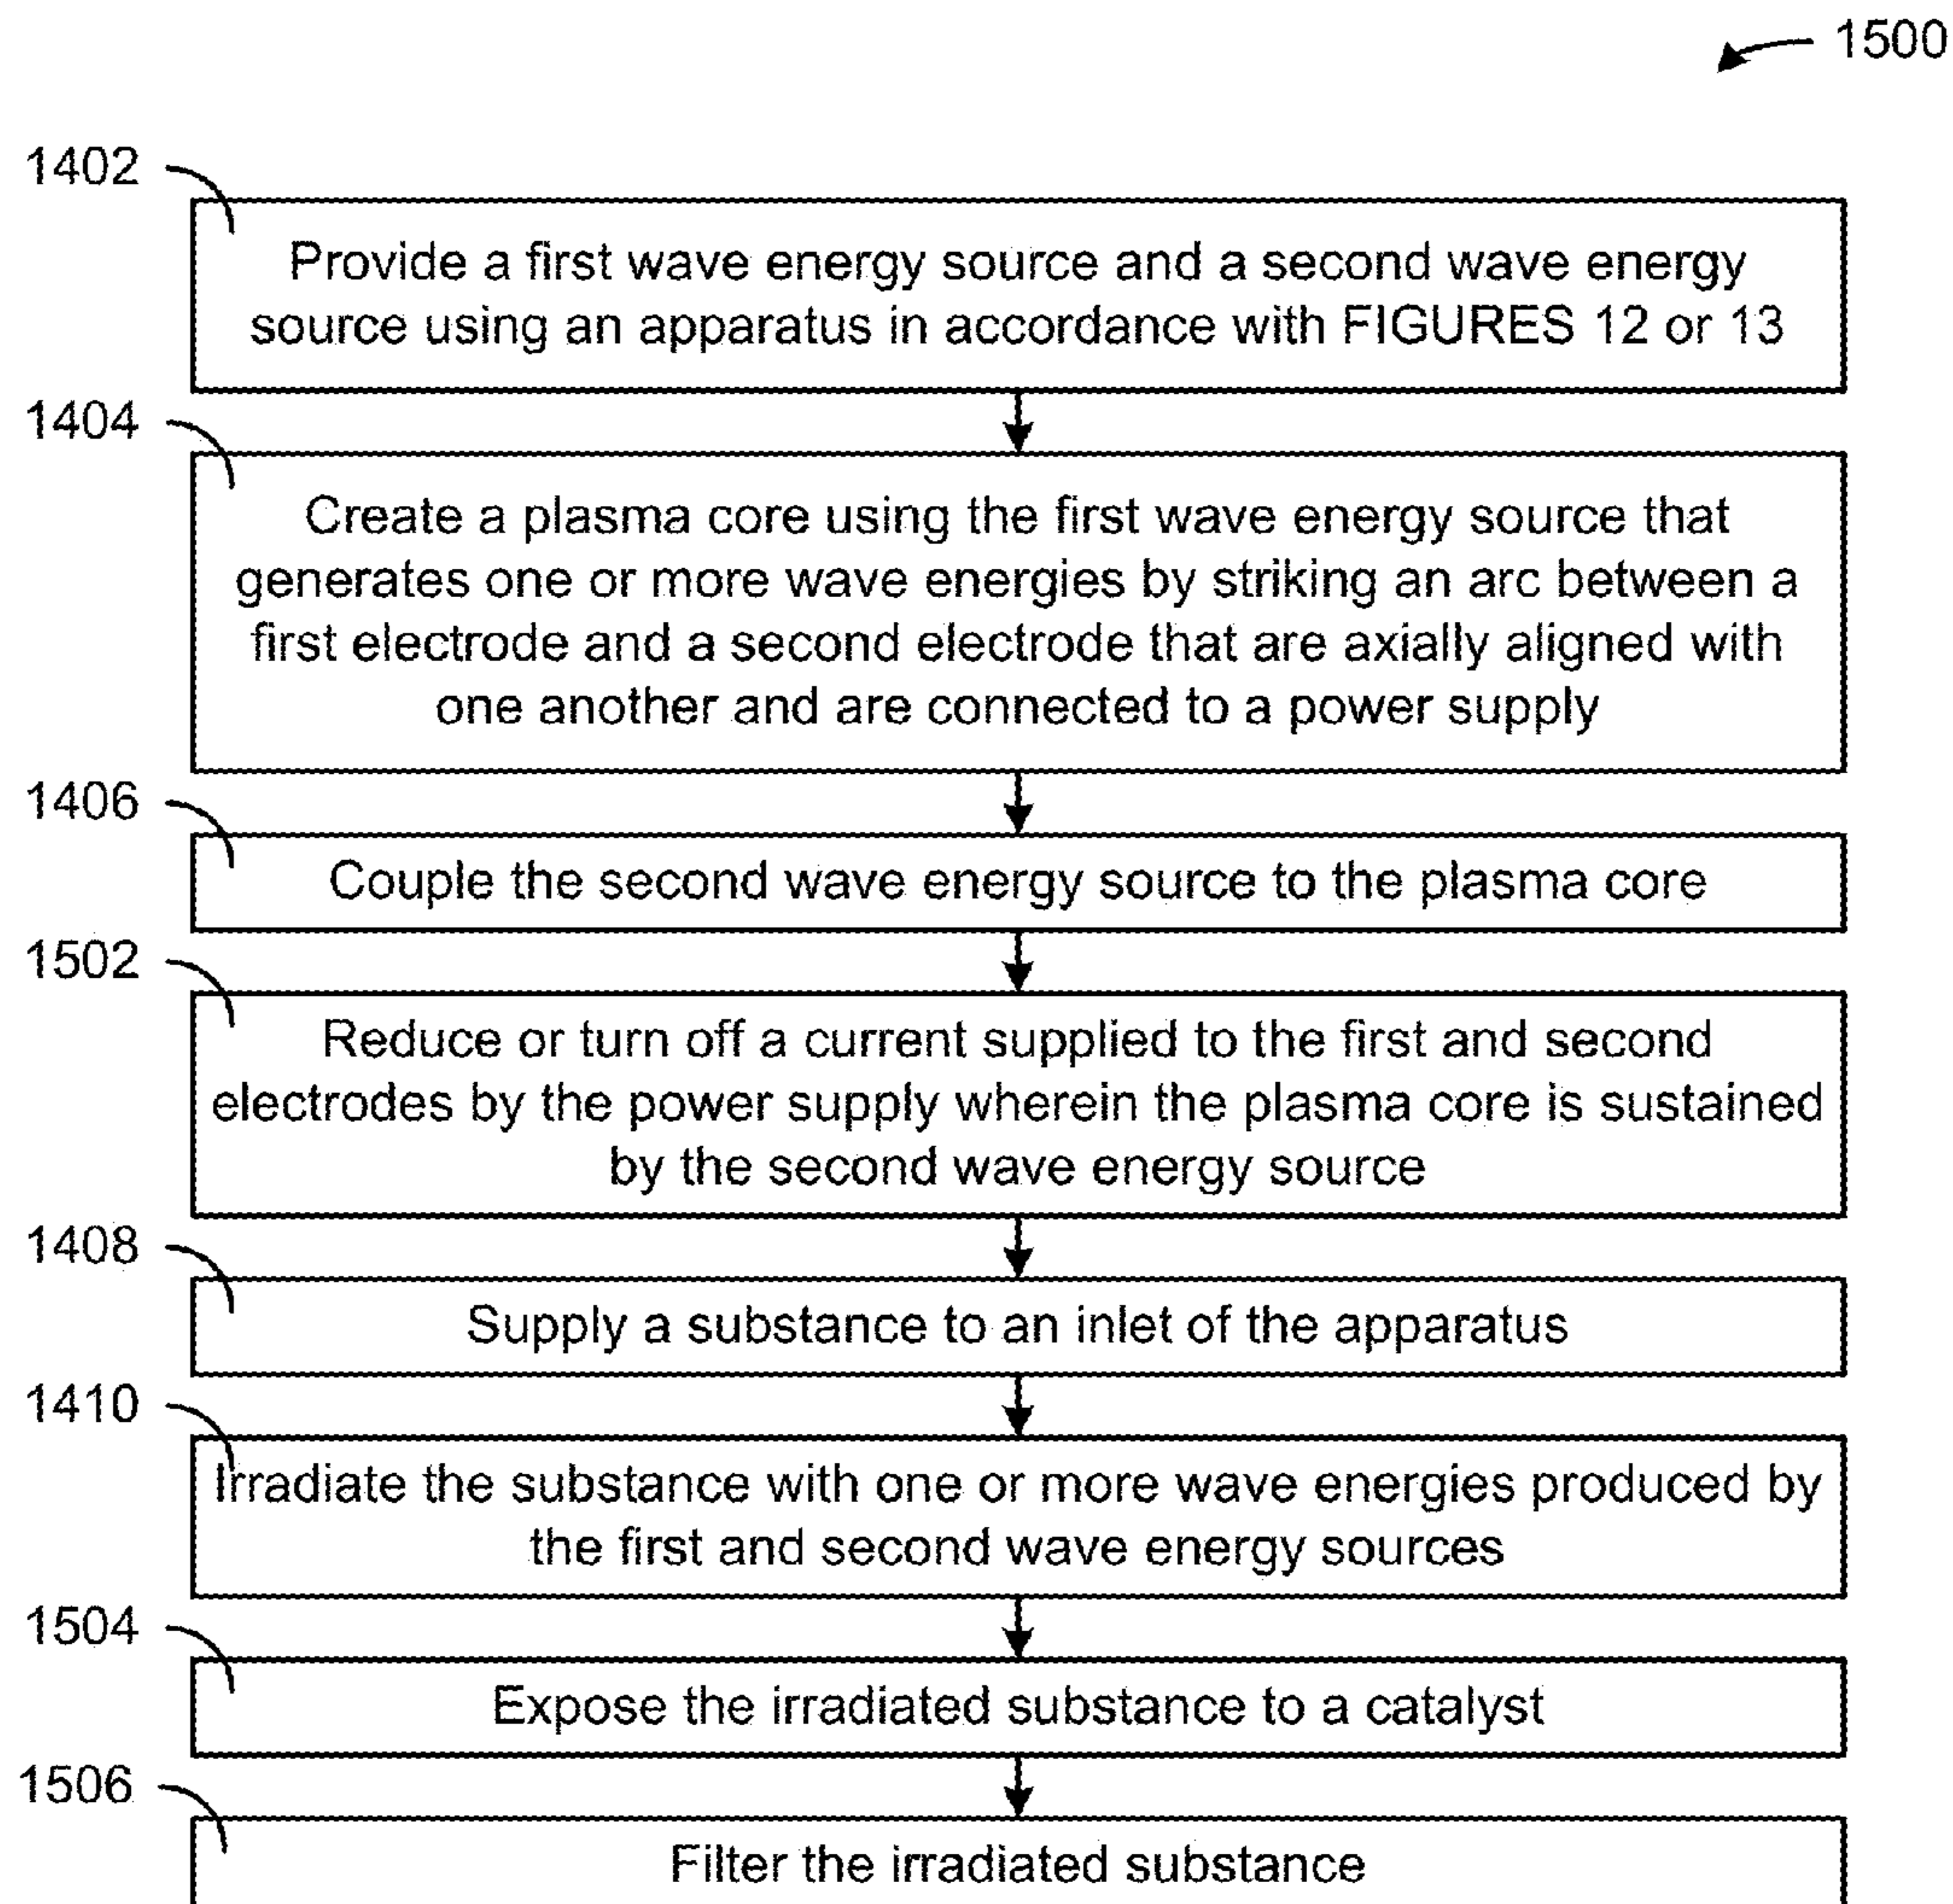 1500
1402
Provide a first wave energy source and a second wave energy
source using an apparatus in accordance with FIGURES 12 or 13
1404
Create a plasma core using the first wave energy source that
generates one or more wave energies by striking an arc between a
first electrode and a second electrode that are axially aligned with
one another and are connected to a power supply
1406
Couple the second wave energy source to the plasma core
1502
Reduce or turn off a current supplied to the first and second
electrodes by the power supply wherein the plasma core is sustained
by the second wave energy source
1408
Supply a substance to an inlet of the apparatus
1410
Irradiate the substance with one or more wave energies produced by
the first and second wave energy sources
1504
Expose the irradiated substance to a catalyst
1506
Filter the irradiated substance